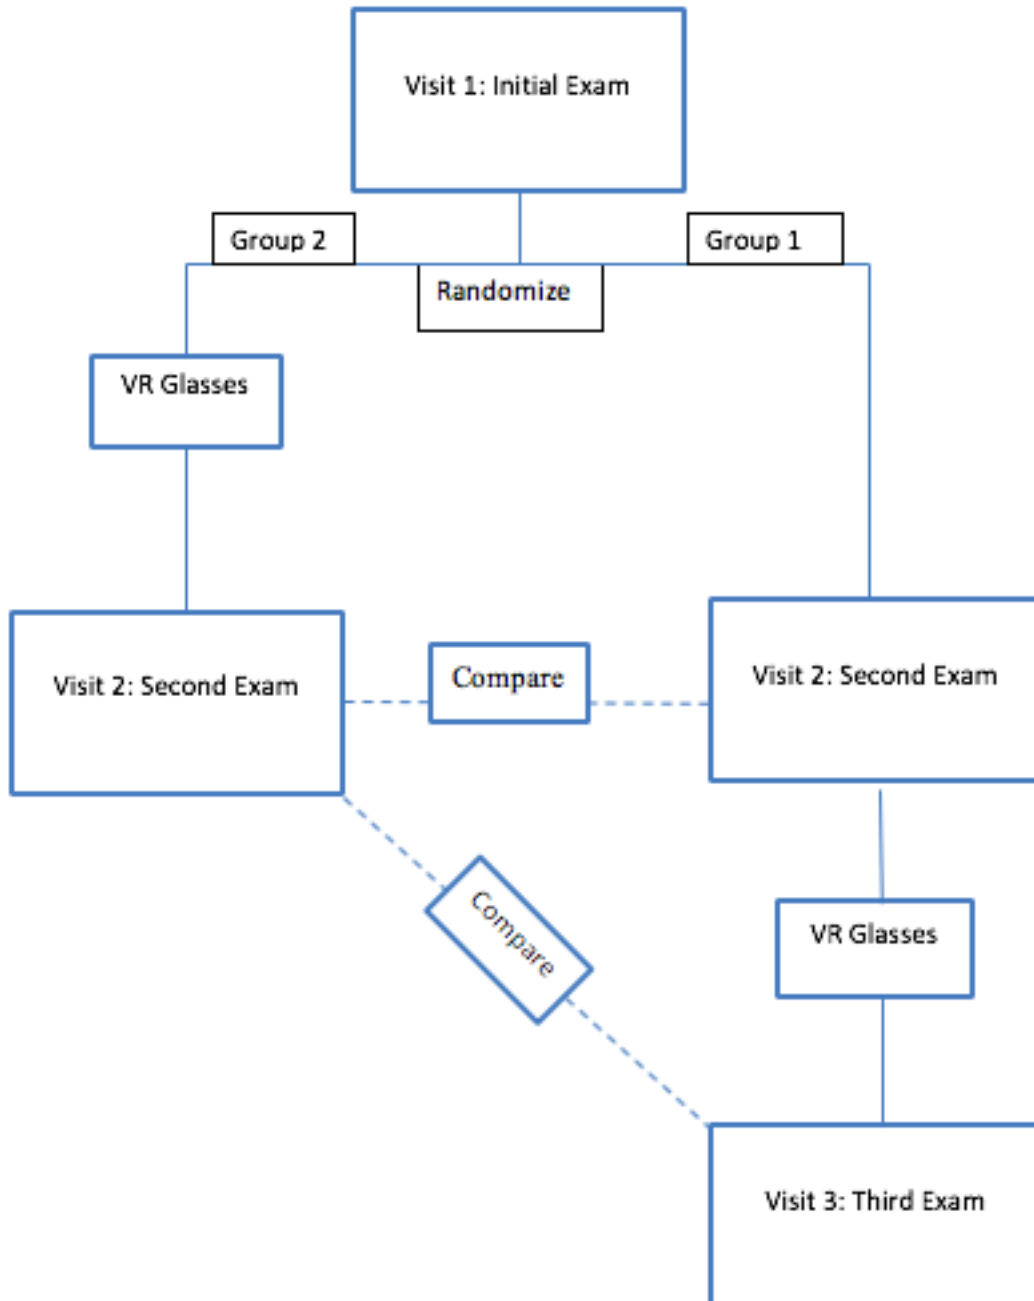 Visit 1: Initial Exam
Group 2
Group 1
Randomize
VR Glasses
Visit 2: Second Exam
Compare
Visit 2: Second Exam
Compare
VR Glasses
Visit 3: Third Exam